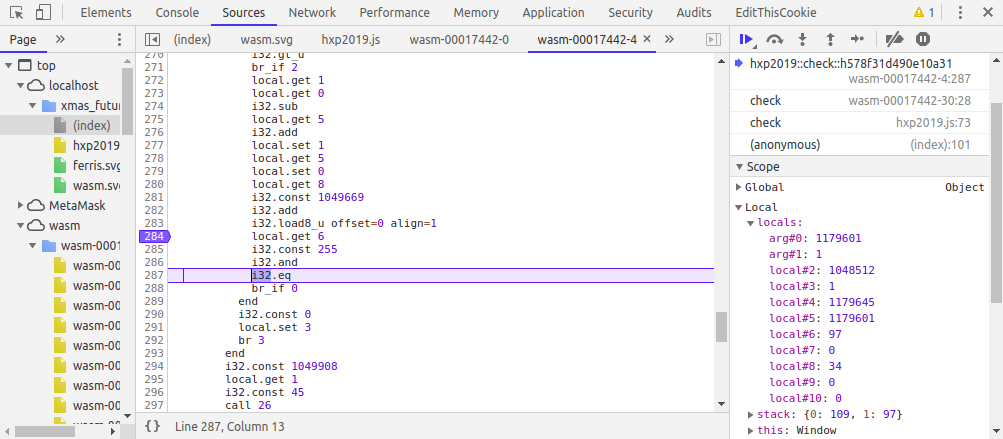 Elements Console Sources Network Performance Memory Application Security Audits EditThisCookie 1
Page » (index) wasm.svg hxp2019.js wasm-00017442-0 wasm-00017442-4 × »
top
localhost
xmas_futur
(index)
hxp2019
ferris.svg
wasm.svg
MetaMask
wasm
wasm-0001
wasm-00
wasm-00
wasm-00
wasm-00
wasm-00
wasm-00
wasm-00
wasm-00
270 i32.gt_u
271 br_if 2
272 local.get 1
273 local.get 0
274 i32.sub
275 local.get 5
276 i32.add
277 local.set 1
278 local.get 5
279 local.set 0
280 local.get 8
281 i32.const 1049669
282 i32.add
283 i32.load8_u offset=0 align=1
284 local.get 6
285 i32.const 255
286 i32.and
287 i32.eq
288 br_if 0
289 end
290 i32.const 0
291 local.set 3
292 br 3
293 end
294 i32.const 1049908
295 local.get 1
296 i32.const 45
297 call 26
{} Line 287, Column 13
hxp2019::check::h578f31d490e10a31
wasm-00017442-4:287
check wasm-00017442-30:28
check hxp2019.js:73
(anonymous) (index):101
Scope
Global Object
Local
locals:
arg#0: 1179601
arg#1: 1
local#2: 1048512
local#3: 1
local#4: 1179645
local#5: 1179601
local#6: 97
local#7: 0
local#8: 34
local#9: 0
local#10: 0
stack: {0: 109, 1: 97}
this: Window